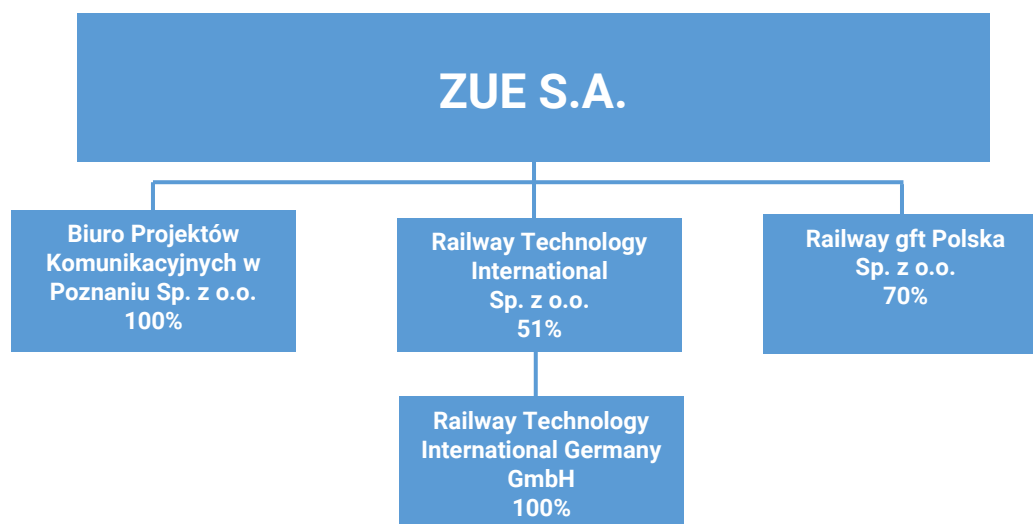 ZUE S.A.
Biuro Projektów
Komunikacyjnych w
Poznaniu Sp. z o.o.
100%
Railway Technology
International
Sp. z o.o.
51%
Railway gft Polska
Sp. z o.o.
70%
Railway Technology
International Germany
GmbH
100%